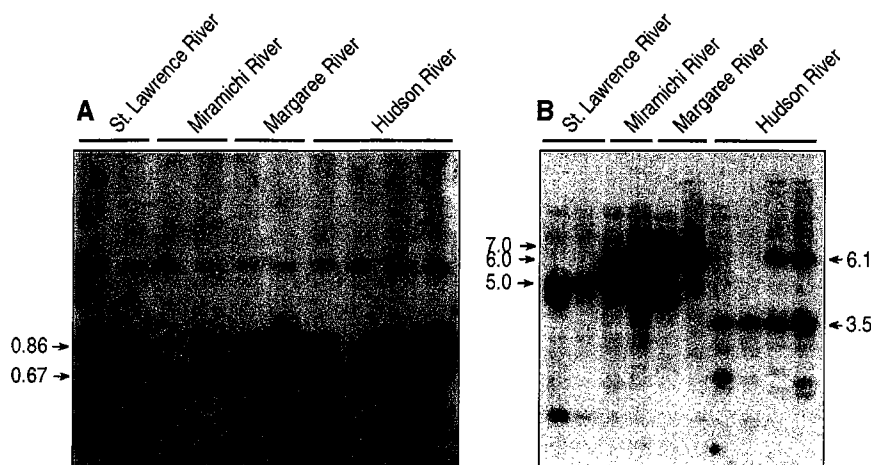 A
St. Lawrence River
Miramichi River
Margaree River
Hudson River
0.86
0.67
B
St. Lawrence River
Miramichi River
Margaree River
Hudson River
7.0
6.0
5.0
6.1
3.5